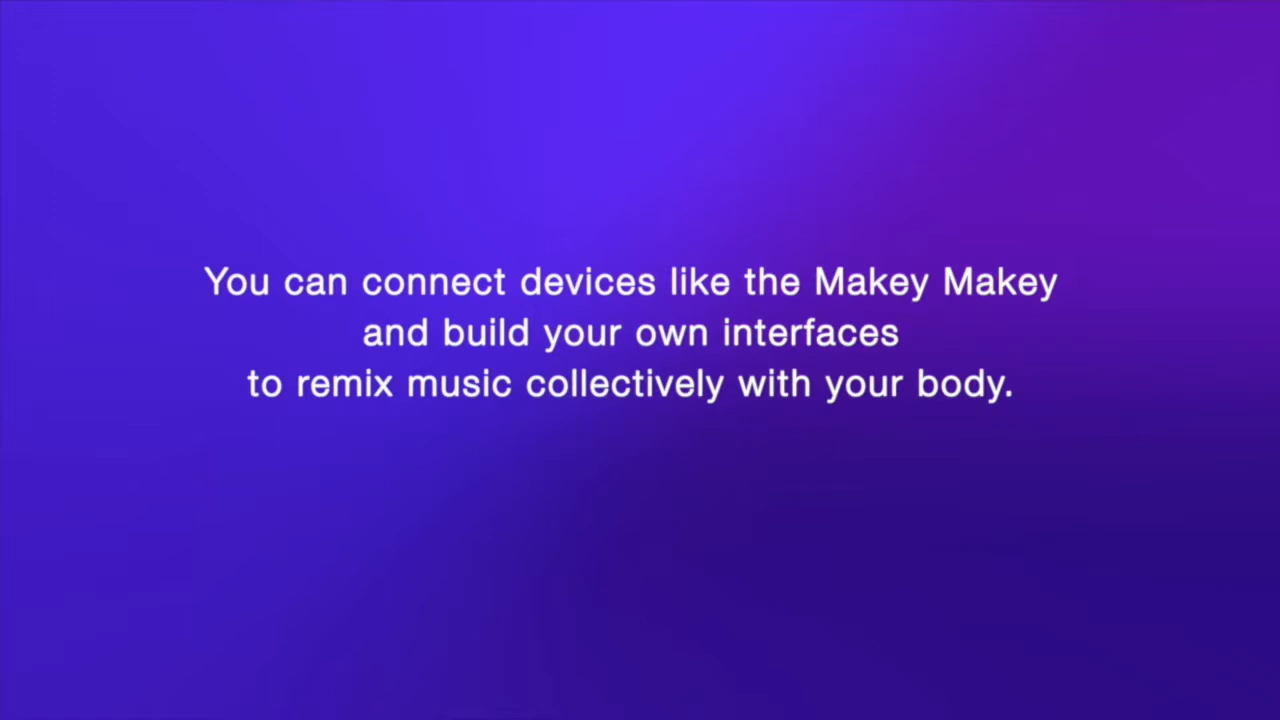 You can connect devices like the Makey Makey
and build your own interfaces
to remix music collectively with your body.